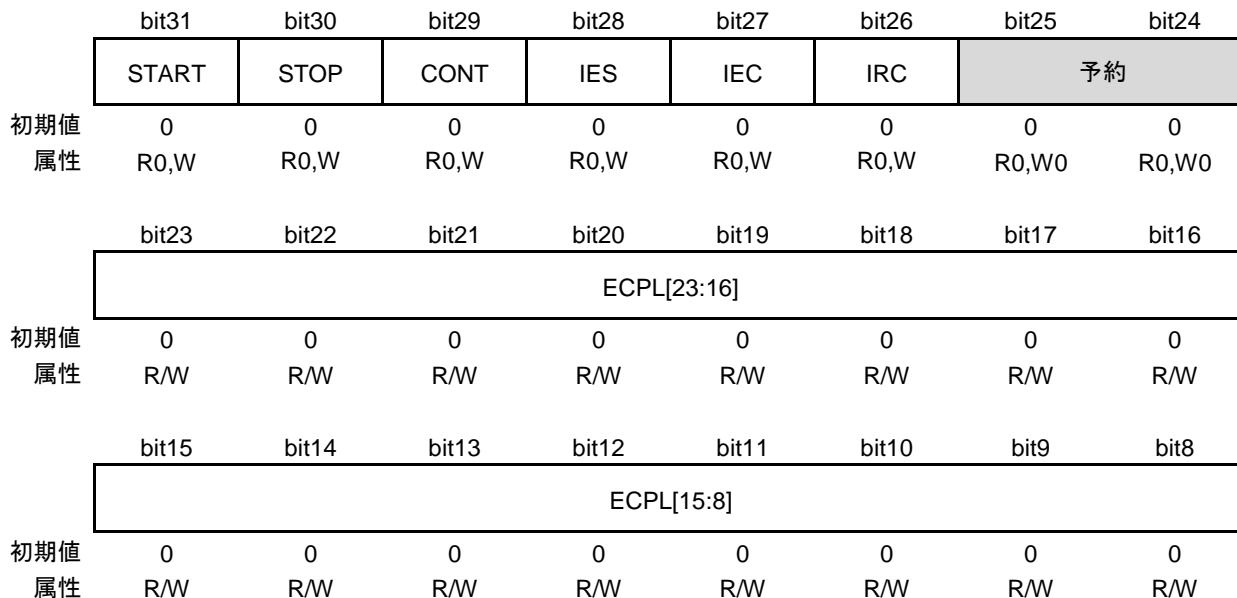 bit31 bit30 bit29 bit28 bit27 bit26 bit25 bit24
START STOP CONT IES IEC IRC 予約
初期値 0 0 0 0 0 0 0 0
属性 R0,W R0,W R0,W R0,W R0,W R0,W R0,W0 R0,W0
bit23 bit22 bit21 bit20 bit19 bit18 bit17 bit16
ECPL[23:16]
初期値 0 0 0 0 0 0 0 0
属性 R/W R/W R/W R/W R/W R/W R/W R/W
bit15 bit14 bit13 bit12 bit11 bit10 bit9 bit8
ECPL[15:8]
初期値 0 0 0 0 0 0 0 0
属性 R/W R/W R/W R/W R/W R/W R/W R/W